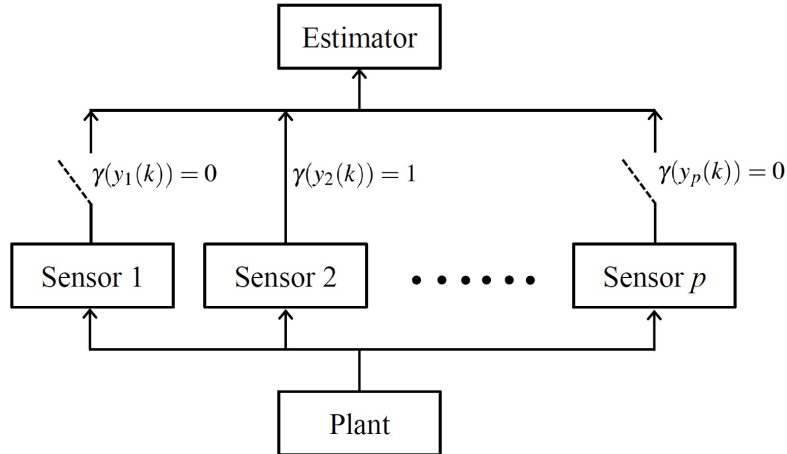 Estimator
γ(y₁(k)) = 0
γ(y₂(k)) = 1
γ(yₚ(k)) = 0
Sensor 1
Sensor 2
Sensor p
Plant